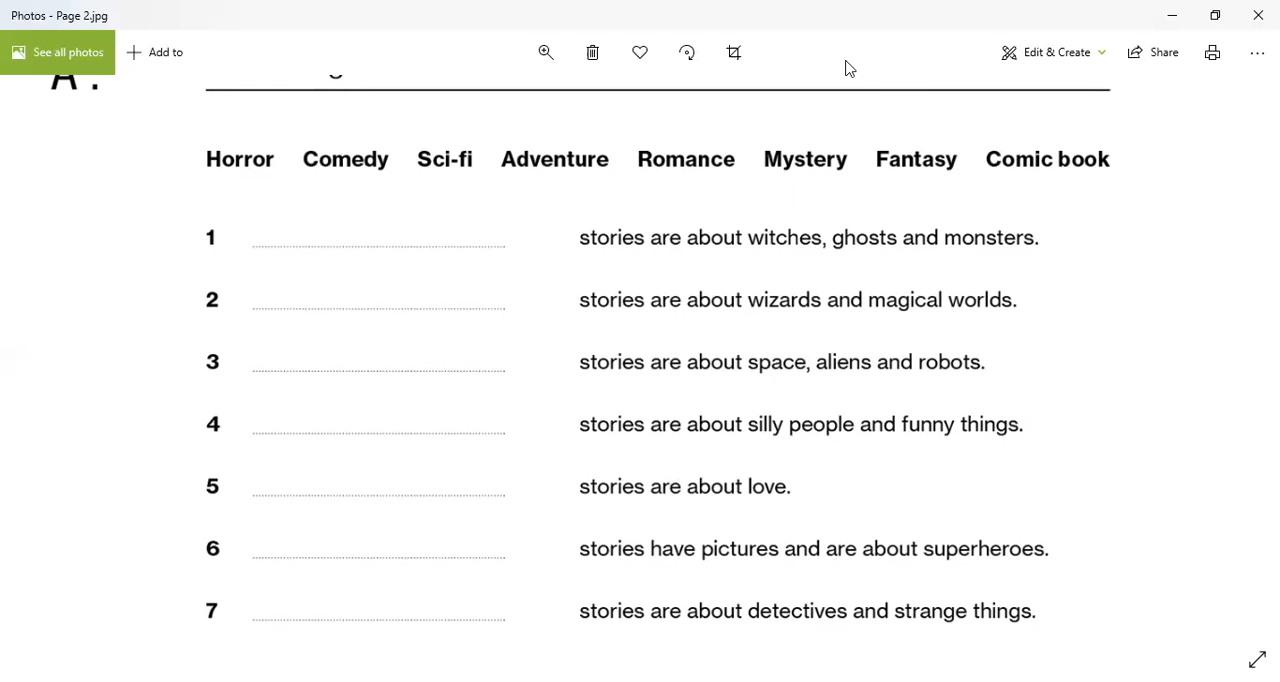 Photos - Page 2.jpg
See all photos
Add to
Edit & Create
Share
Horror Comedy Sci-fi Adventure Romance Mystery Fantasy Comic book
1 stories are about witches, ghosts and monsters.
2 stories are about wizards and magical worlds.
3 stories are about space, aliens and robots.
4 stories are about silly people and funny things.
5 stories are about love.
6 stories have pictures and are about superheroes.
7 stories are about detectives and strange things.